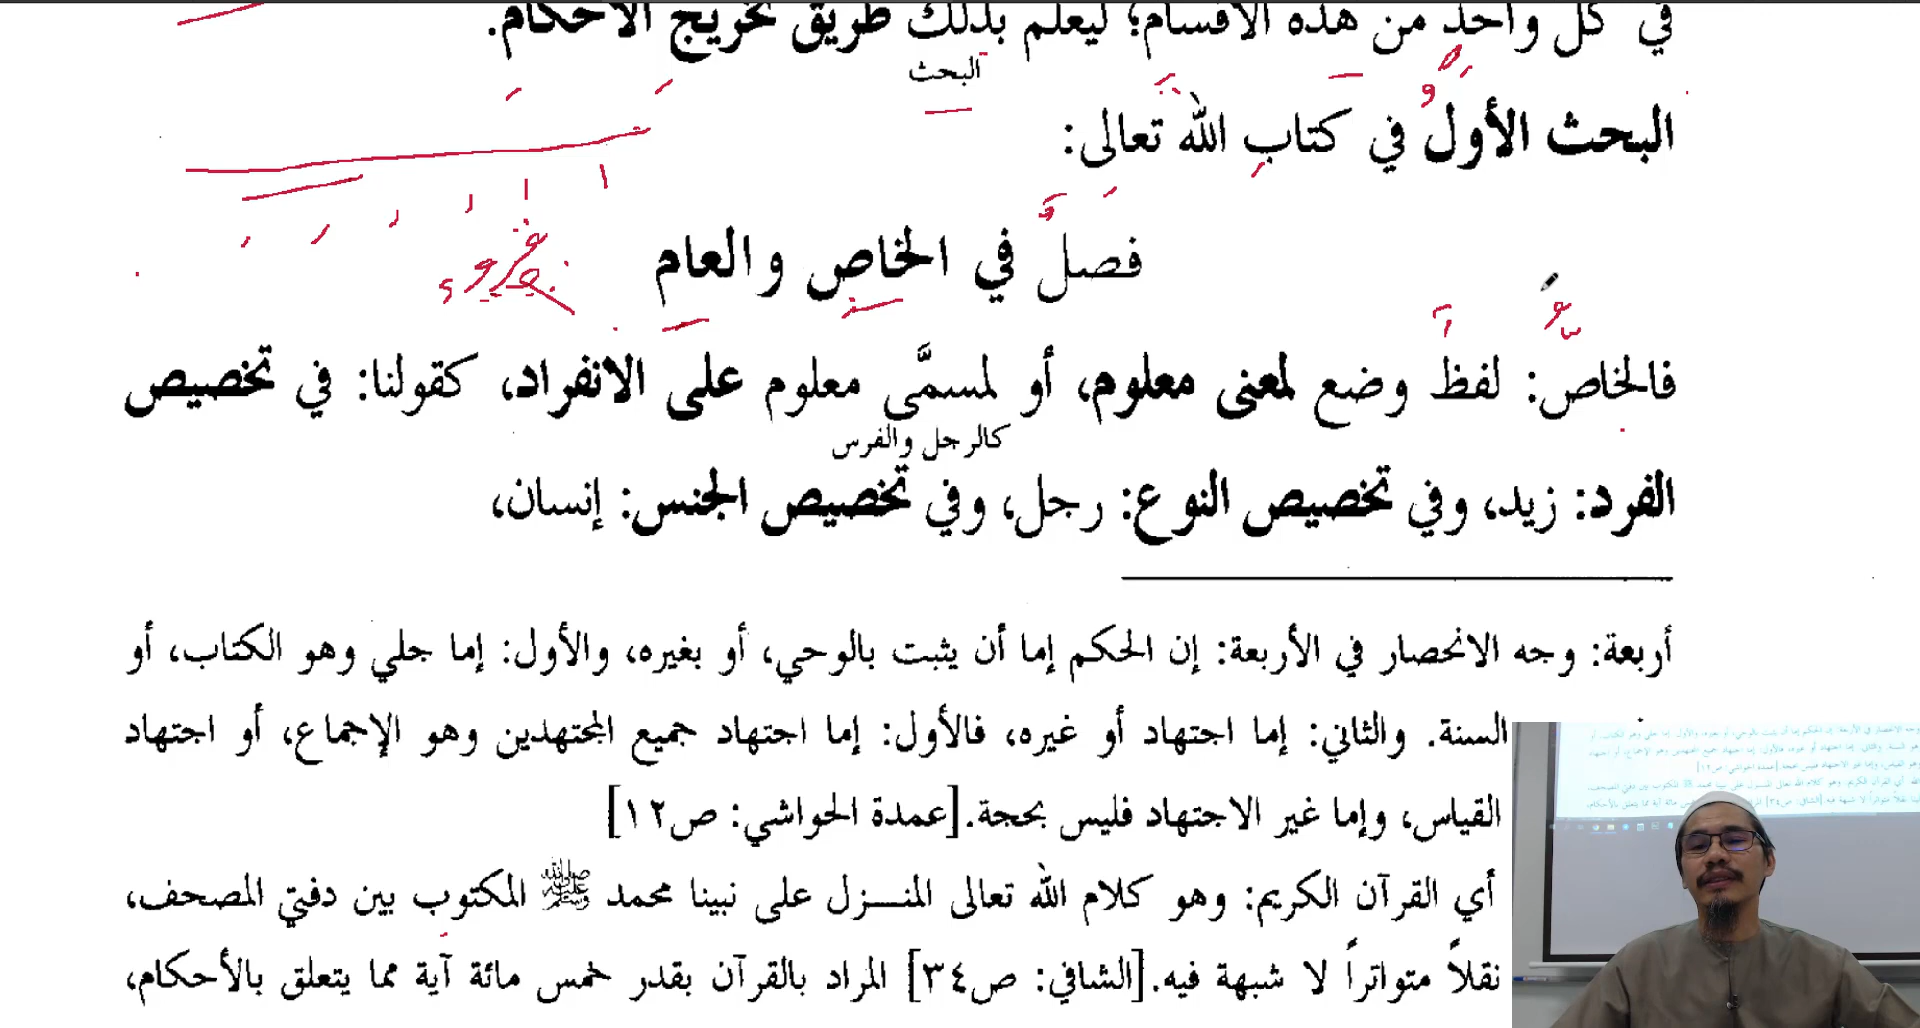 في كل واحد من هذه الأقسام؛ ليعلم بذلك طريق تخريج الأحكام.
البحث
البحث الأول في كتاب الله تعالى:
فصل في الخاص والعام
فالخاص: لفظ وضع لمعنى معلوم، أو لمسمَّى معلوم على الانفراد، كقولنا: في تخصيص
كالرجل والفرس
الفرد: زيد، وفي تخصيص النوع: رجل، وفي تخصيص الجنس: إنسان،
أربعة: وجه الانحصار في الأربعة: إن الحكم إما أن يثبت بالوحي، أو بغيره، والأول: إما جلي وهو الكتاب، أو
السنة. والثاني: إما اجتهاد أو غيره، فالأول: إما اجتهاد جميع المجتهدين وهو الإجماع، أو اجتهاد
القياس، وإما غير الاجتهاد فليس بحجة.[عمدة الحواشي: ص١٢]
أي القرآن الكريم: وهو كلام الله تعالى المنـــزل على نبينا محمد ﷺ المكتوب بين دفتي المصحف،
نقلاً متواتراً لا شبهة فيه.[الشافي: ص٣٤] المراد بالقرآن بقدر خمس مائة آية مما يتعلق بالأحكام،